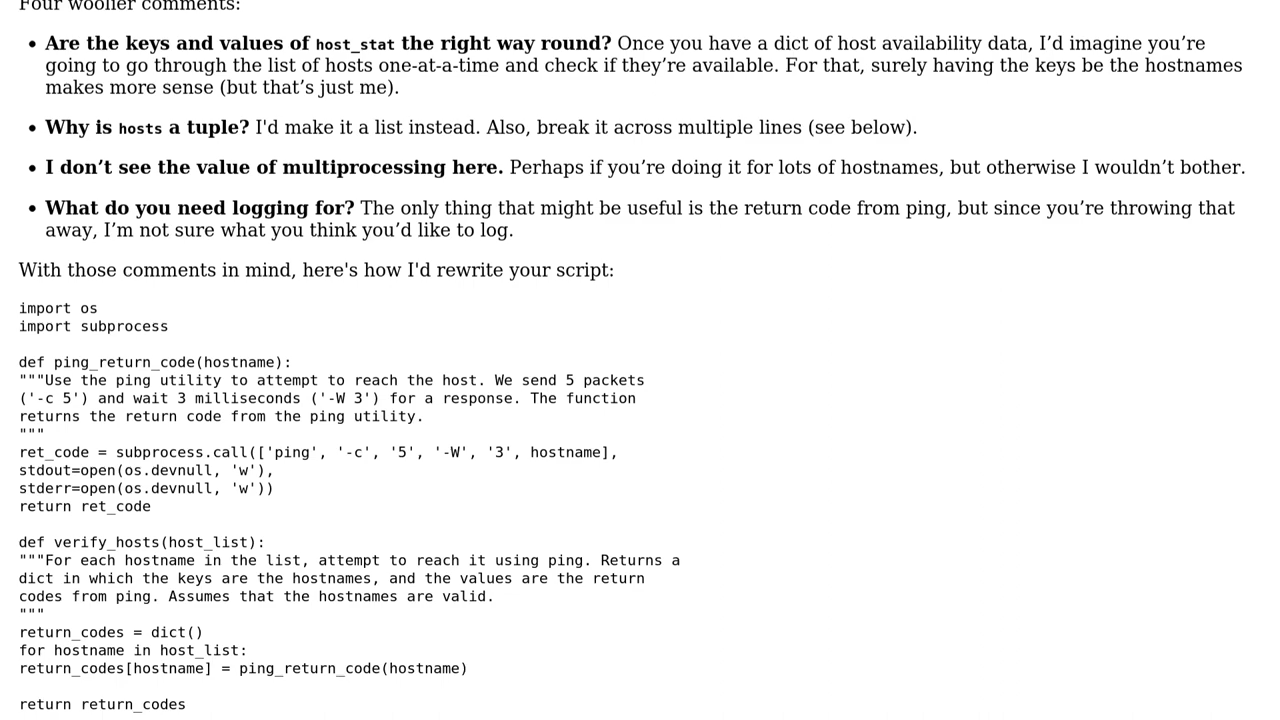 Four woolier comments:
• Are the keys and values of host_stat the right way round? Once you have a dict of host availability data, I’d imagine you’re
going to go through the list of hosts one-at-a-time and check if they’re available. For that, surely having the keys be the hostnames
makes more sense (but that’s just me).
• Why is hosts a tuple? I'd make it a list instead. Also, break it across multiple lines (see below).
• I don’t see the value of multiprocessing here. Perhaps if you’re doing it for lots of hostnames, but otherwise I wouldn’t bother.
• What do you need logging for? The only thing that might be useful is the return code from ping, but since you’re throwing that
away, I’m not sure what you think you’d like to log.
With those comments in mind, here's how I'd rewrite your script:
import os
import subprocess
def ping_return_code(hostname):
"""Use the ping utility to attempt to reach the host. We send 5 packets
('-c 5') and wait 3 milliseconds ('-W 3') for a response. The function
returns the return code from the ping utility.
"""
ret_code = subprocess.call(['ping', '-c', '5', '-W', '3', hostname],
stdout=open(os.devnull, 'w'),
stderr=open(os.devnull, 'w'))
return ret_code
def verify_hosts(host_list):
"""For each hostname in the list, attempt to reach it using ping. Returns a
dict in which the keys are the hostnames, and the values are the return
codes from ping. Assumes that the hostnames are valid.
"""
return_codes = dict()
for hostname in host_list:
return_codes[hostname] = ping_return_code(hostname)
return return_codes